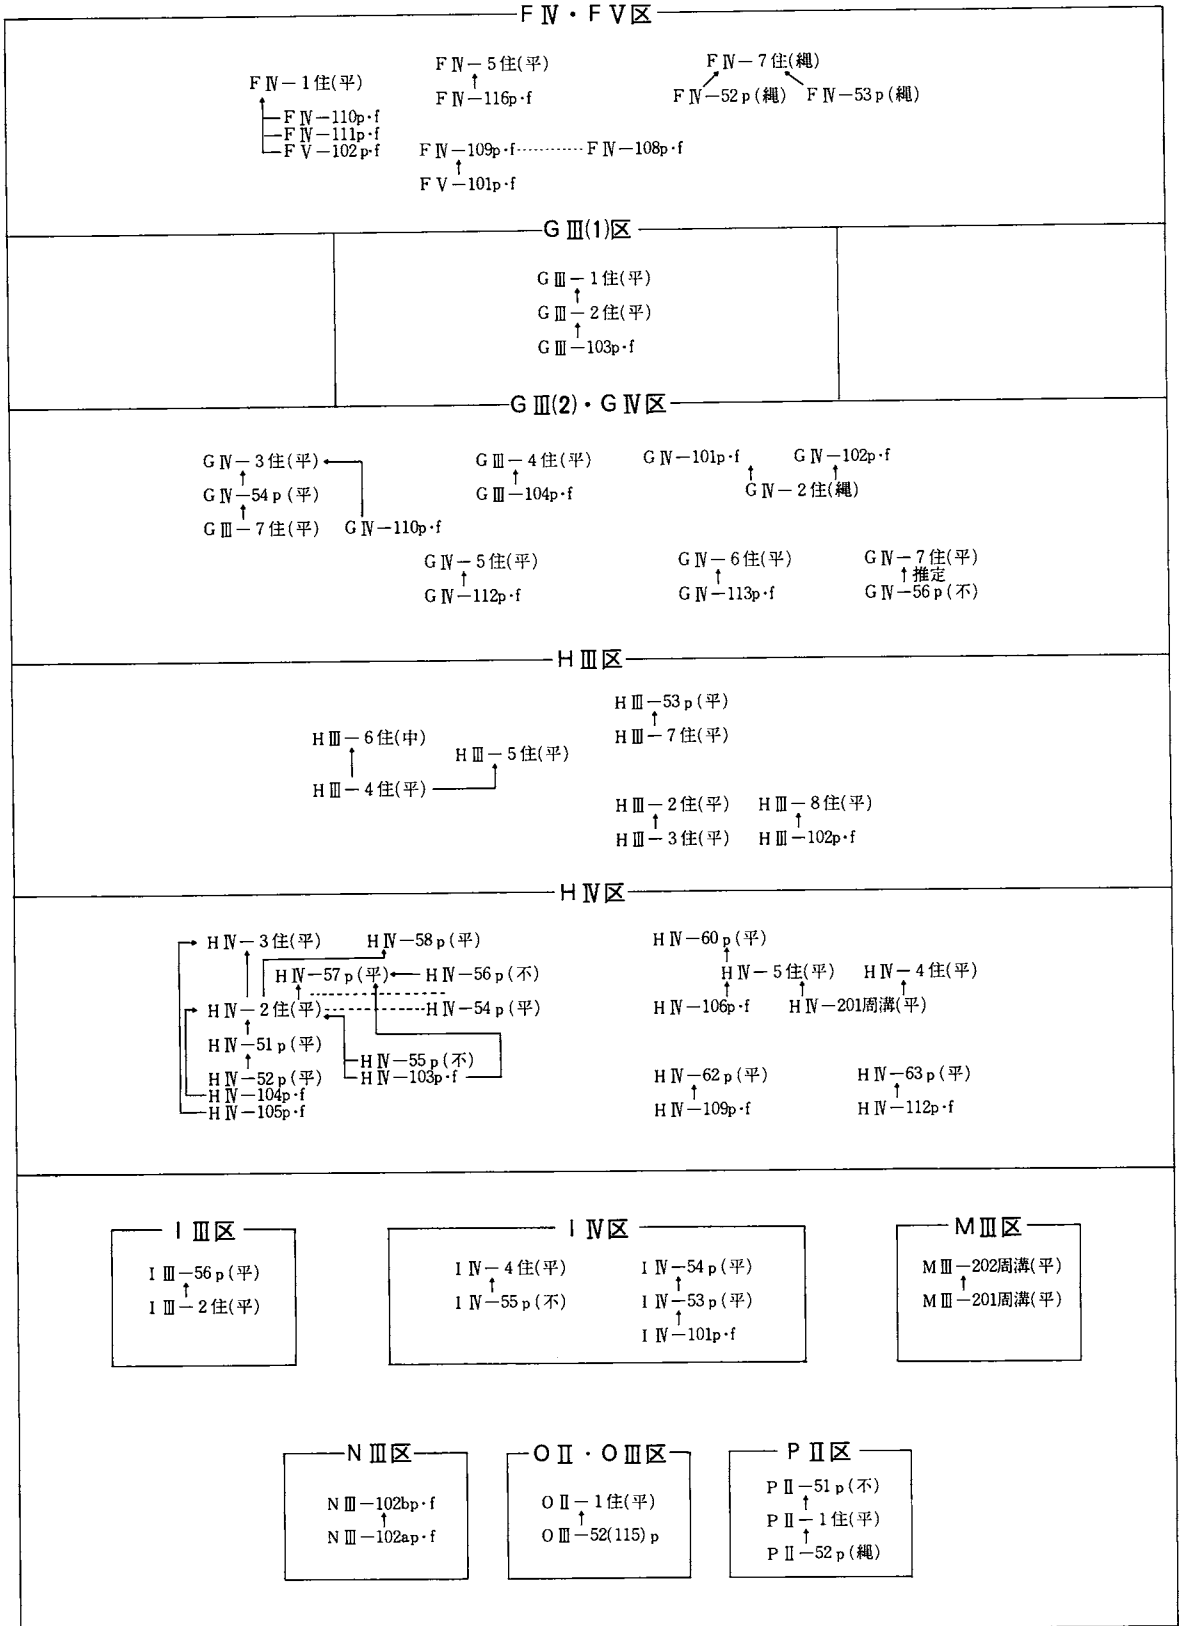 FⅣ・FⅤ区
FⅣ－5住(平)
FⅣ－7住(縄)
FⅣ－1住(平)
FⅣ－116p·f
FⅣ－52p(縄)
FⅣ－53p(縄)
FⅣ－110p·f
FⅣ－111p·f
FⅤ－102p·f
FⅣ－109p·f
FⅣ－108p·f
FⅤ－101p·f
GⅢ(1)区
GⅢ－1住(平)
GⅢ－2住(平)
GⅢ－103p·f
GⅢ(2)・GⅣ区
GⅣ－3住(平)
GⅢ－4住(平)
GⅣ－101p·f
GⅣ－102p·f
GⅣ－54p(平)
GⅢ－104p·f
GⅣ－2住(縄)
GⅢ－7住(平)
GⅣ－110p·f
GⅣ－5住(平)
GⅣ－6住(平)
GⅣ－7住(平)
推定
GⅣ－112p·f
GⅣ－113p·f
GⅣ－56p(不)
HⅢ区
HⅢ－53p(平)
HⅢ－6住(中)
HⅢ－7住(平)
HⅢ－5住(平)
HⅢ－4住(平)
HⅢ－2住(平)
HⅢ－8住(平)
HⅢ－3住(平)
HⅢ－102p·f
HⅣ区
HⅣ－3住(平)
HⅣ－58p(平)
HⅣ－60p(平)
HⅣ－57p(平)
HⅣ－56p(不)
HⅣ－5住(平)
HⅣ－4住(平)
HⅣ－2住(平)
HⅣ－54p(平)
HⅣ－106p·f
HⅣ－201周溝(平)
HⅣ－51p(平)
HⅣ－55p(不)
HⅣ－52p(平)
HⅣ－103p·f
HⅣ－62p(平)
HⅣ－63p(平)
HⅣ－104p·f
HⅣ－105p·f
HⅣ－109p·f
HⅣ－112p·f
IⅢ区
IⅢ－56p(平)
IⅢ－2住(平)
IⅣ区
IⅣ－4住(平)
IⅣ－54p(平)
IⅣ－55p(不)
IⅣ－53p(平)
IⅣ－101p·f
MⅢ区
MⅢ－202周溝(平)
MⅢ－201周溝(平)
NⅢ区
NⅢ－102bp·f
NⅢ－102ap·f
OⅡ・OⅢ区
OⅡ－1住(平)
OⅢ－52(115)p
PⅡ区
PⅡ－51p(不)
PⅡ－1住(平)
PⅡ－52p(縄)